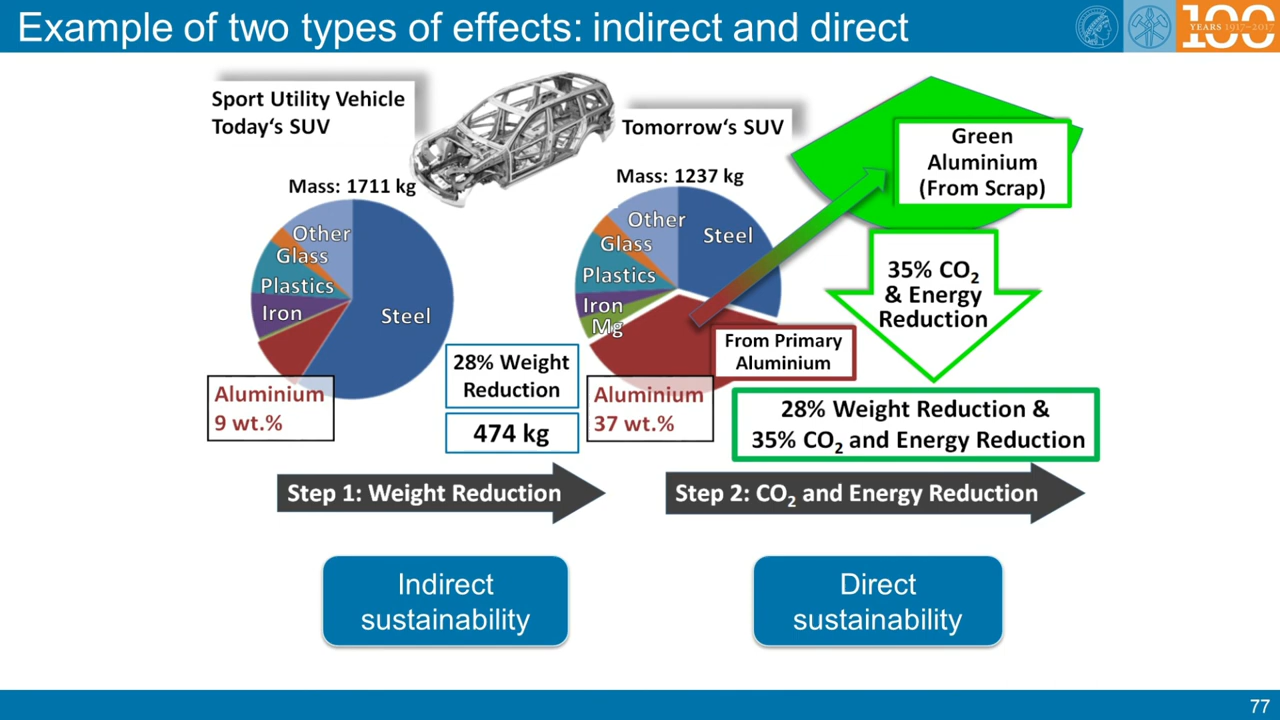 Example of two types of effects: indirect and direct
100
YEARS 1917–2017
Sport Utility Vehicle
Today‘s SUV
Mass: 1711 kg
Other
Glass
Plastics
Iron
Steel
Aluminium
9 wt.%
28% Weight
Reduction
474 kg
Tomorrow‘s SUV
Mass: 1237 kg
Other
Glass
Plastics
Iron
Mg
Steel
Aluminium
37 wt.%
From Primary
Aluminium
Green
Aluminium
(From Scrap)
35% CO₂
& Energy
Reduction
28% Weight Reduction &
35% CO₂ and Energy Reduction
Step 1: Weight Reduction
Step 2: CO₂ and Energy Reduction
Indirect
sustainability
Direct
sustainability
77